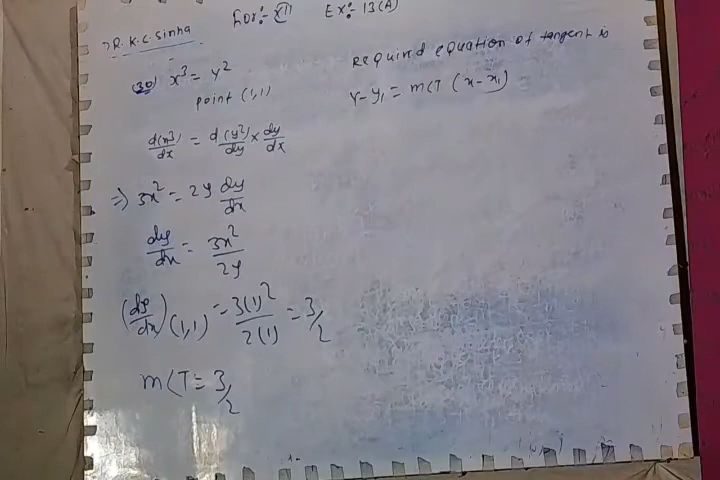 R.K.C. Sinha
For:- XII Ex:- 13(A)
30) x³ = y²
point (1,1)
d(x³)/dx = d(y²)/dy × dy/dx
⇒ 3x² = 2y dy/dx
dy/dx = 3x²/2y
(dy/dx)(1,1) = 3(1)²/2(1) = 3/2
m(T = 3/2
Required equation of tangent is
y - y₁ = m(T (x - x₁)